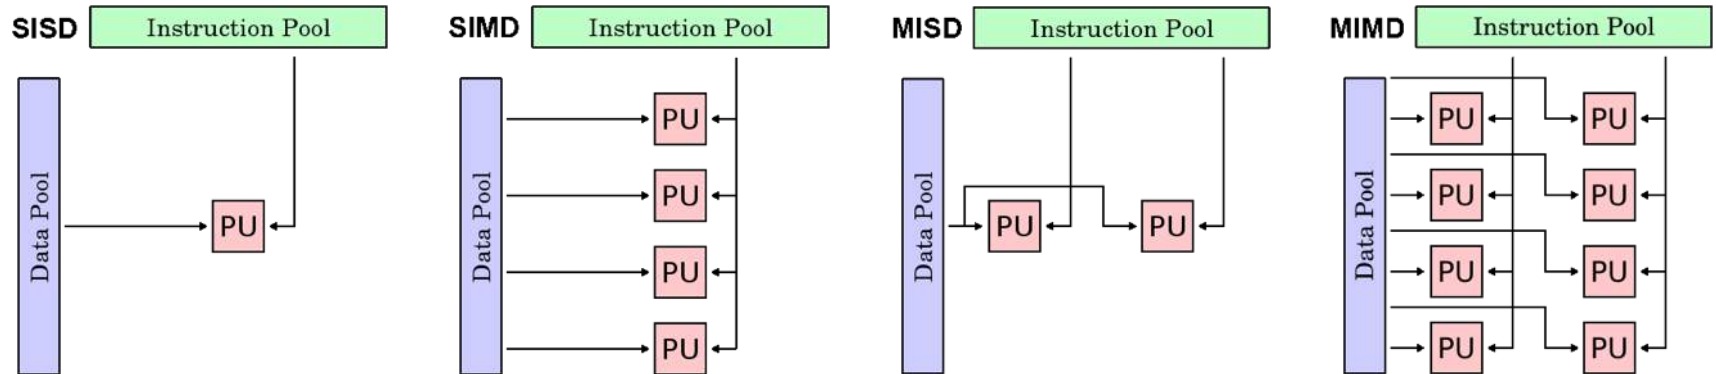 SISD Instruction Pool
Data Pool
PU
SIMD Instruction Pool
Data Pool
PU
PU
PU
PU
MISD Instruction Pool
Data Pool
PU PU
MIMD Instruction Pool
Data Pool
PU PU
PU PU
PU PU
PU PU